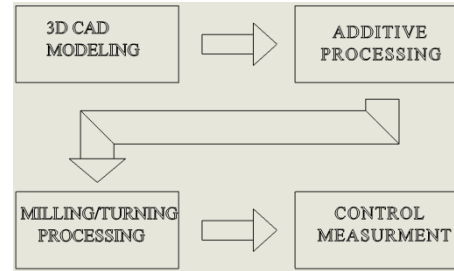 3D CAD
MODELING
ADDITIVE
PROCESSING
MILLING/TURNING
PROCESSING
CONTROL
MEASURMENT